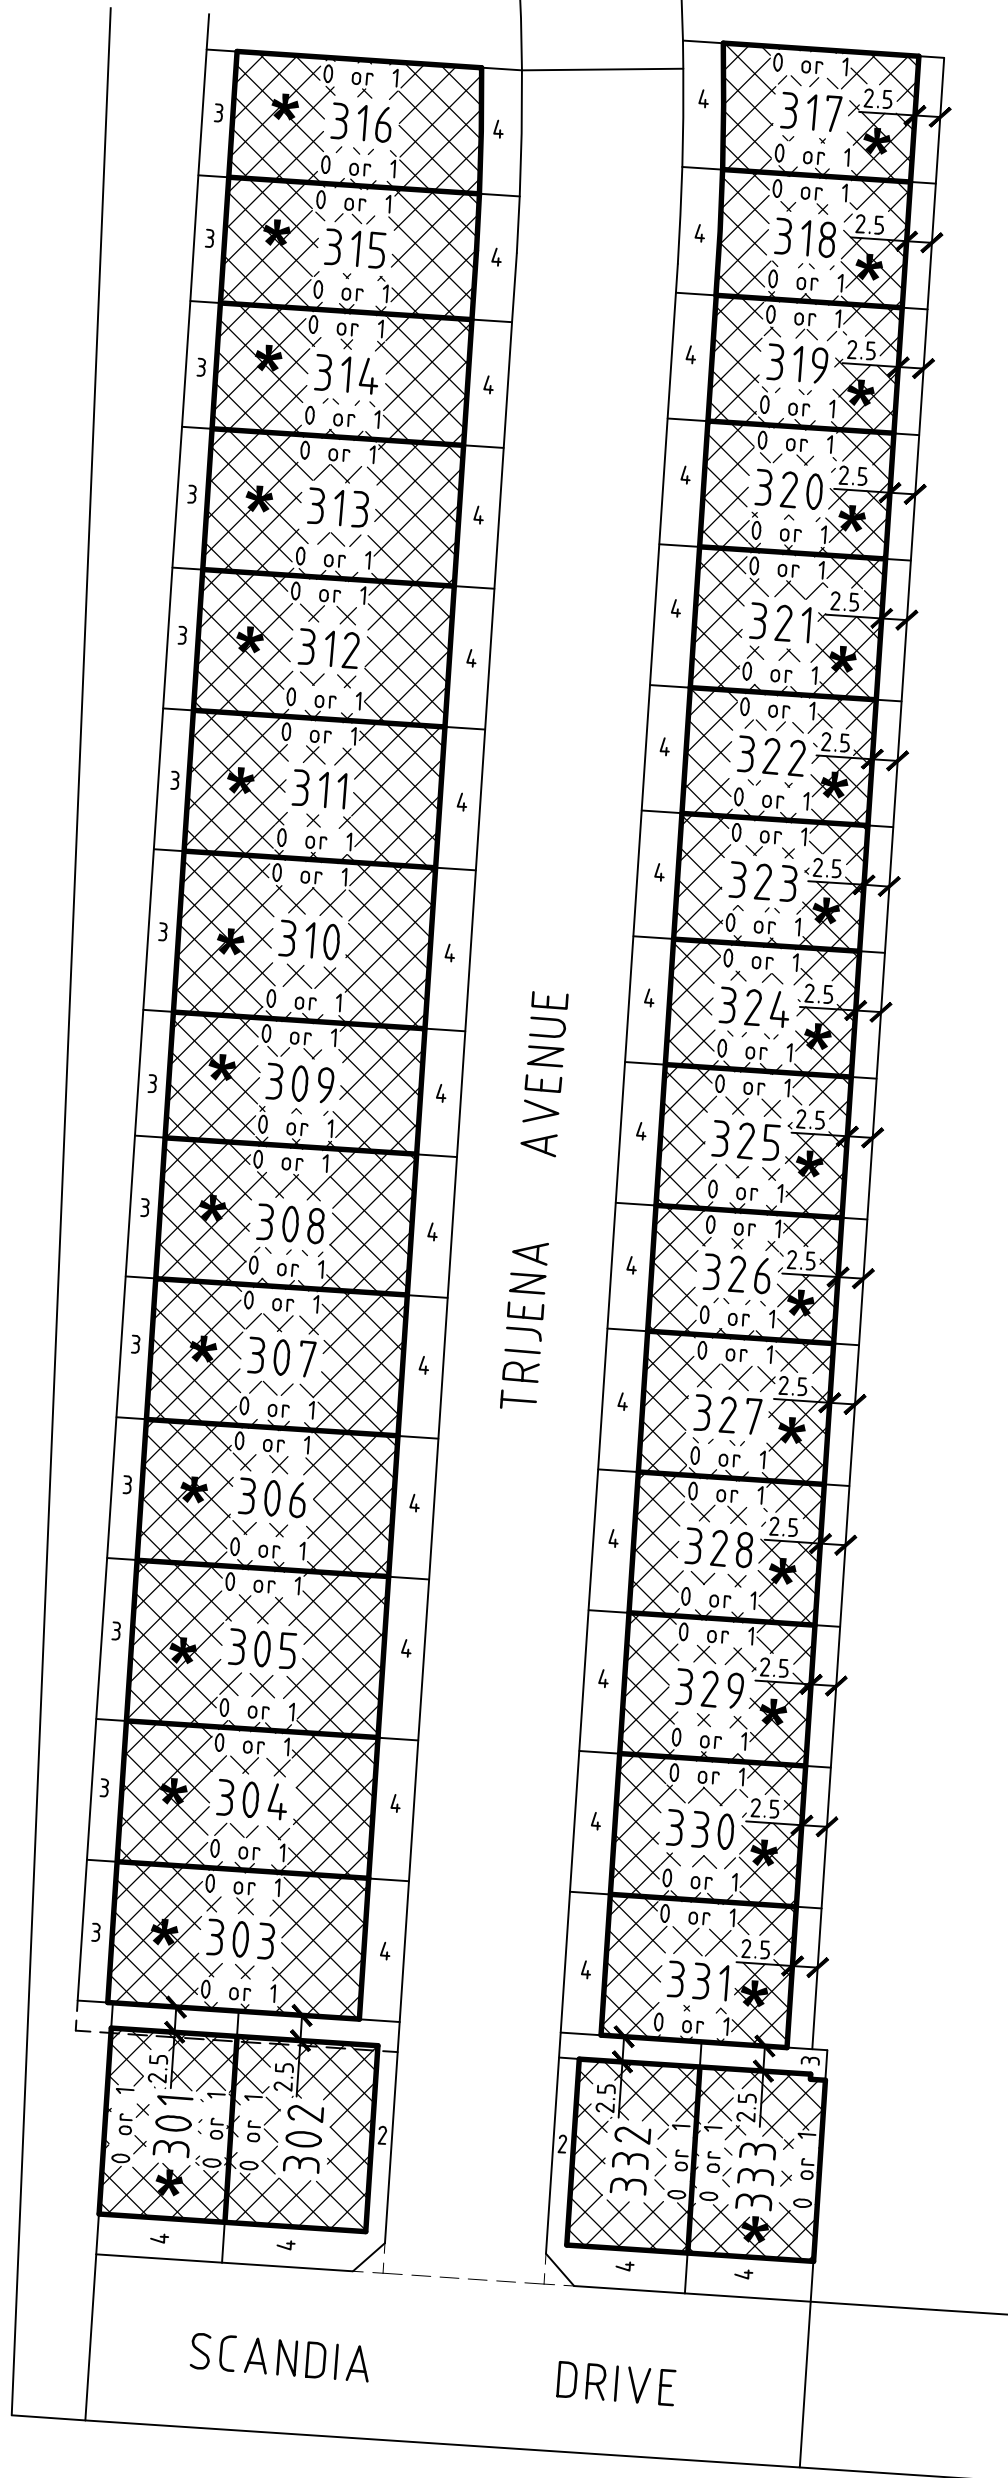 0 or 1
3 * 316 4
0 or 1
0 or 1
3 * 315 4
0 or 1
0 or 1
3 * 314 4
0 or 1
0 or 1
3 * 313 4
0 or 1
0 or 1
3 * 312 4
0 or 1
0 or 1
3 * 311 4
0 or 1
0 or 1
3 * 310 4
0 or 1
0 or 1
3 * 309 4
0 or 1
0 or 1
3 * 308 4
0 or 1
0 or 1
3 * 307 4
0 or 1
0 or 1
3 * 306 4
0 or 1
0 or 1
3 * 305 4
0 or 1
0 or 1
3 * 304 4
0 or 1
0 or 1
3 * 303 4
0 or 1
0 or 1
2.5
301 *
0 or 1
4
0 or 1
2.5
302
2
4
TRIJENA AVENUE
0 or 1
4 317 2.5 *
0 or 1
0 or 1
4 318 2.5 *
0 or 1
0 or 1
4 319 2.5 *
0 or 1
0 or 1
4 320 2.5 *
0 or 1
0 or 1
4 321 2.5 *
0 or 1
0 or 1
4 322 2.5 *
0 or 1
0 or 1
4 323 2.5 *
0 or 1
0 or 1
4 324 2.5 *
0 or 1
0 or 1
4 325 2.5 *
0 or 1
0 or 1
4 326 2.5 *
0 or 1
0 or 1
4 327 2.5 *
0 or 1
4 328 2.5 *
0 or 1
0 or 1
4 329 2.5 *
0 or 1
0 or 1
4 330 2.5 *
0 or 1
0 or 1
4 331 2.5 *
0 or 1
2
2.5
332
0 or 1
4
3
0 or 1
2.5
333 *
0 or 1
4
SCANDIA DRIVE